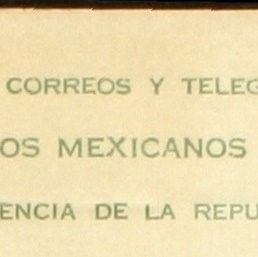 CORREOS Y TELEG
OS MEXICANOS
ENCIA DE LA REPU